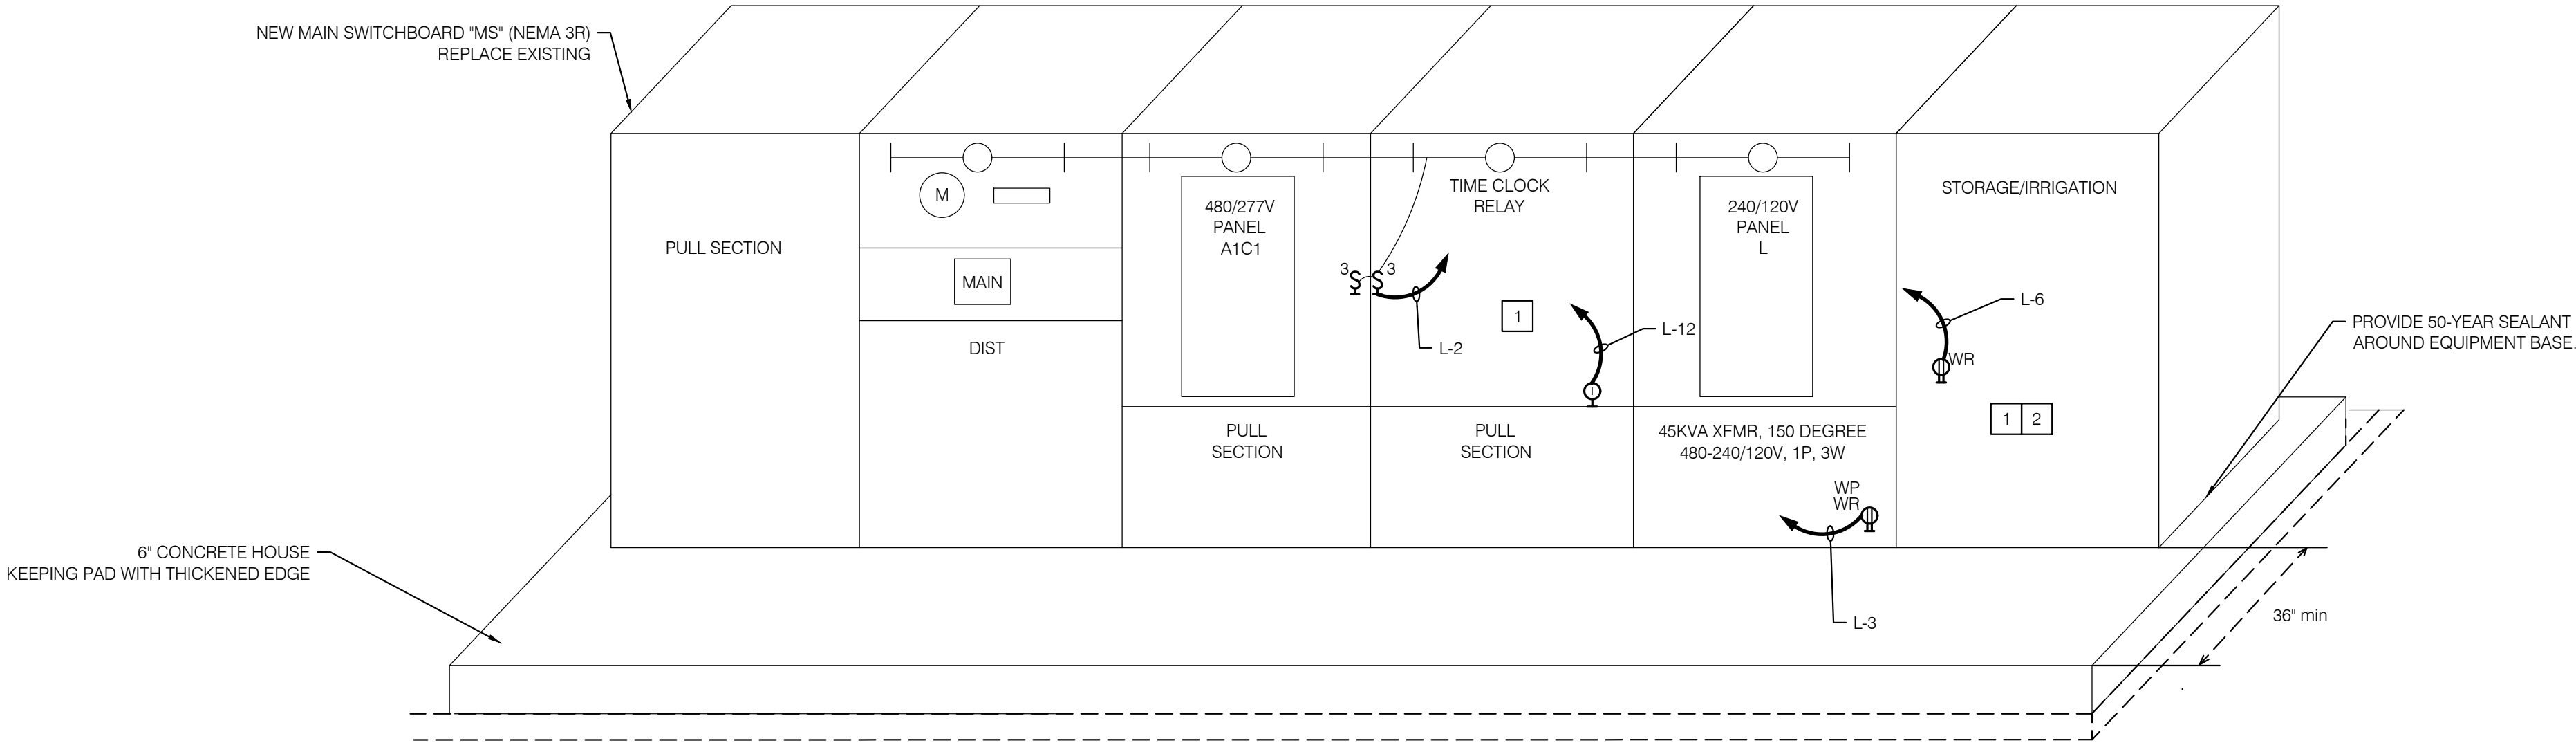 NEW MAIN SWITCHBOARD "MS" (NEMA 3R)
REPLACE EXISTING
PULL SECTION
M
MAIN
DIST
480/277V
PANEL
A1C1
PULL
SECTION
TIME CLOCK
RELAY
3
3
L-2
1
L-12
T
PULL
SECTION
240/120V
PANEL
L
45KVA XFMR, 150 DEGREE
480-240/120V, 1P, 3W
WP
WR
L-3
STORAGE/IRRIGATION
L-6
WR
1 2
PROVIDE 50-YEAR SEALANT
AROUND EQUIPMENT BASE.
6" CONCRETE HOUSE
KEEPING PAD WITH THICKENED EDGE
36" min